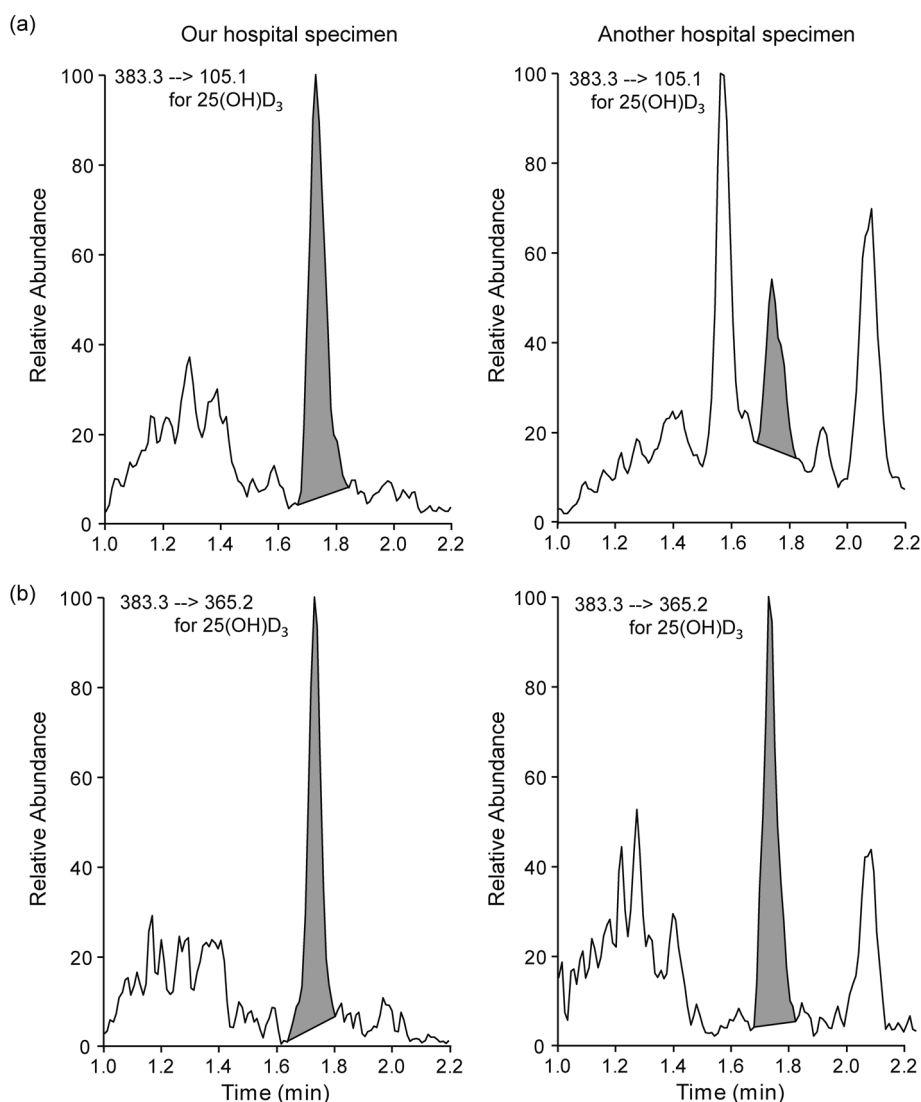 (a)
Our hospital specimen
Another hospital specimen
383.3 --> 105.1
for 25(OH)D₃
Relative Abundance
100
80
60
40
20
0
1.0 1.2 1.4 1.6 1.8 2.0 2.2
383.3 --> 105.1
for 25(OH)D₃
Relative Abundance
100
80
60
40
20
0
1.0 1.2 1.4 1.6 1.8 2.0 2.2
(b)
383.3 --> 365.2
for 25(OH)D₃
Relative Abundance
100
80
60
40
20
0
1.0 1.2 1.4 1.6 1.8 2.0 2.2
Time (min)
383.3 --> 365.2
for 25(OH)D₃
Relative Abundance
100
80
60
40
20
0
1.0 1.2 1.4 1.6 1.8 2.0 2.2
Time (min)